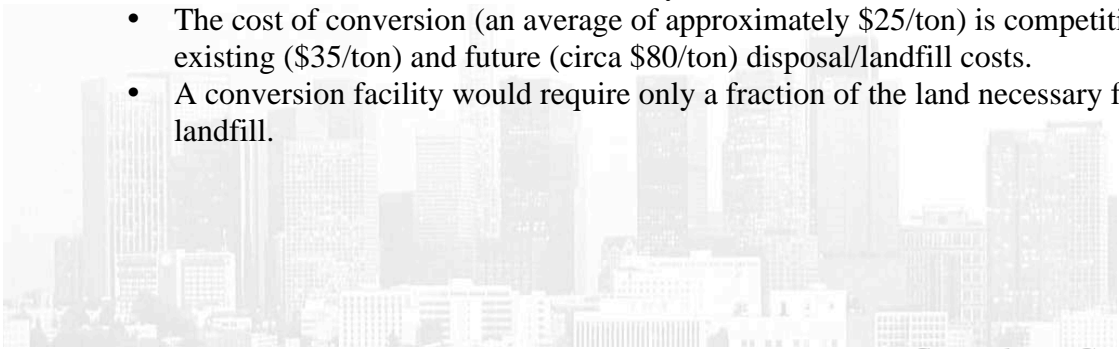 • The cost of conversion (an average of approximately $25/ton) is
existing ($35/ton) and future (circa $80/ton) disposal/landfill costs.
• A conversion facility would require only a fraction of the land necessary
landfill.